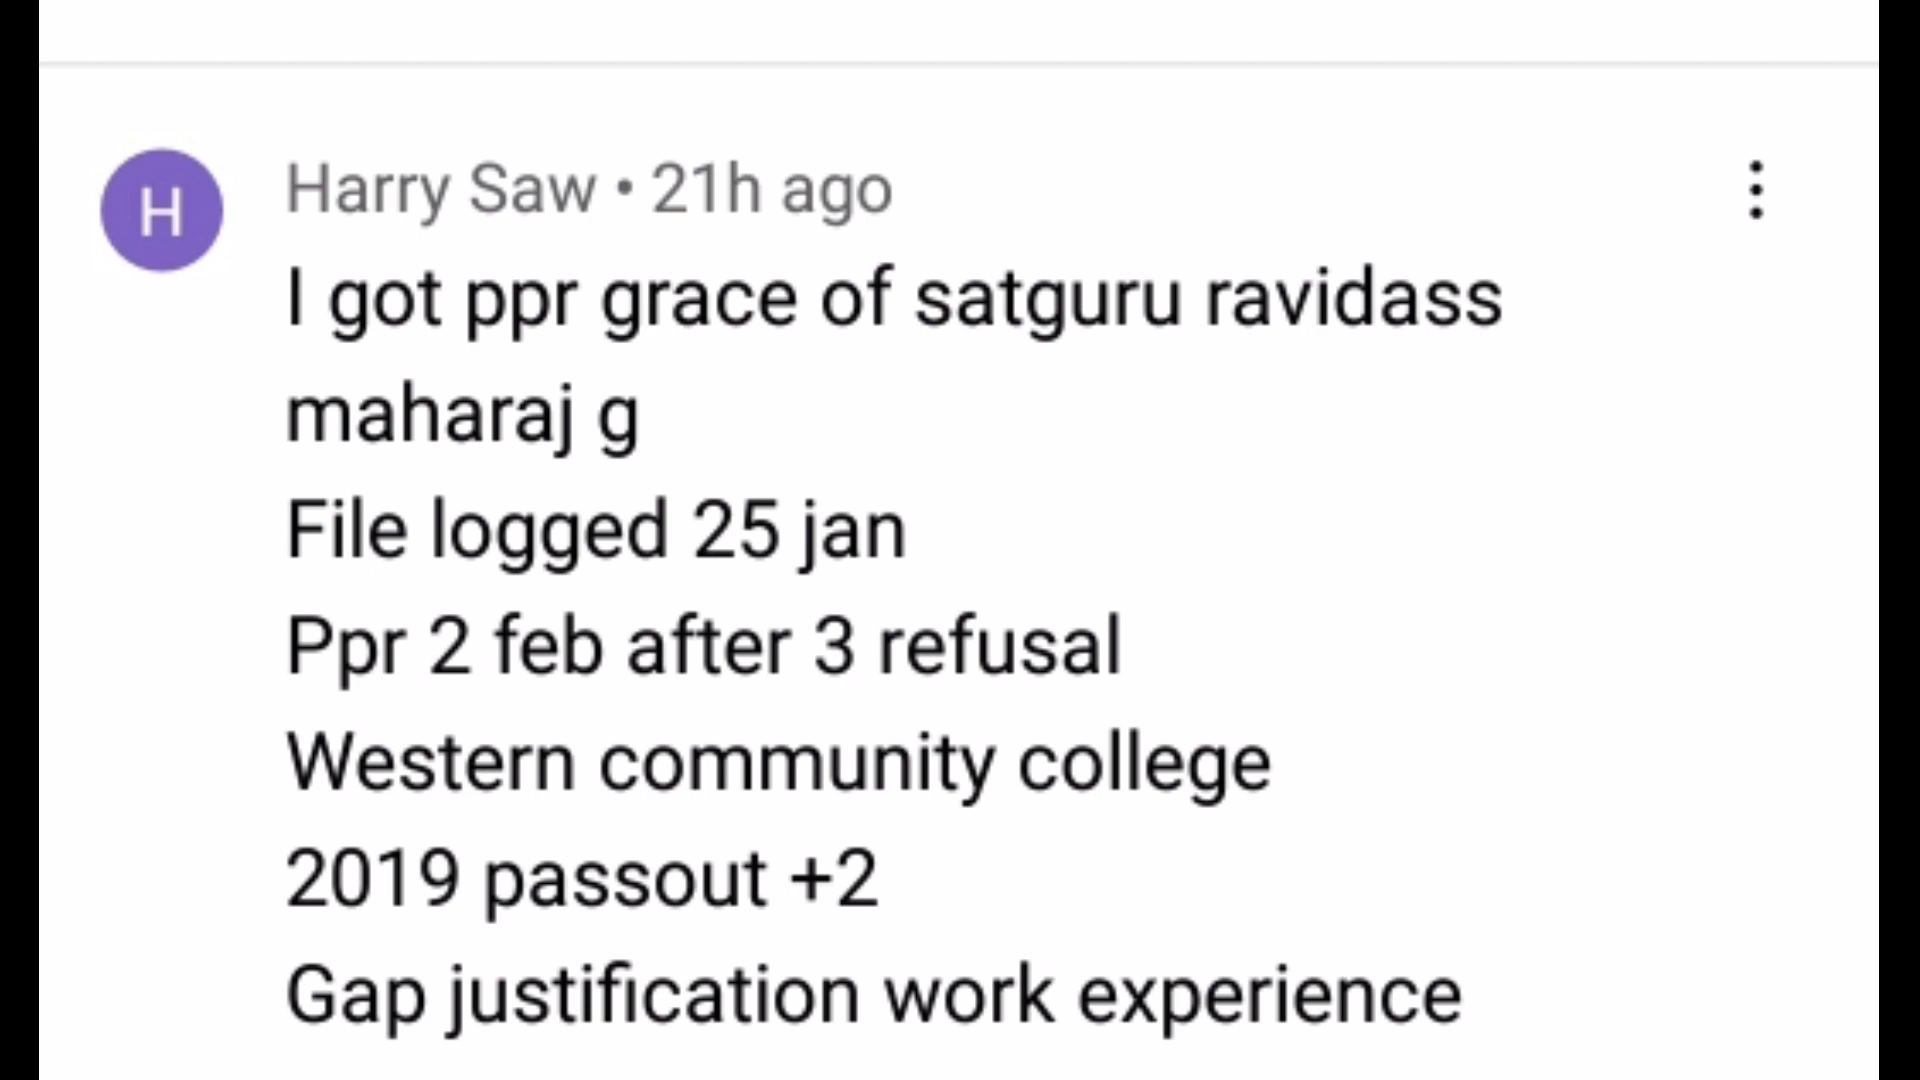 H
Harry Saw • 21h ago
I got ppr grace of satguru ravidass
maharaj g
File logged 25 jan
Ppr 2 feb after 3 refusal
Western community college
2019 passout +2
Gap justification work experience